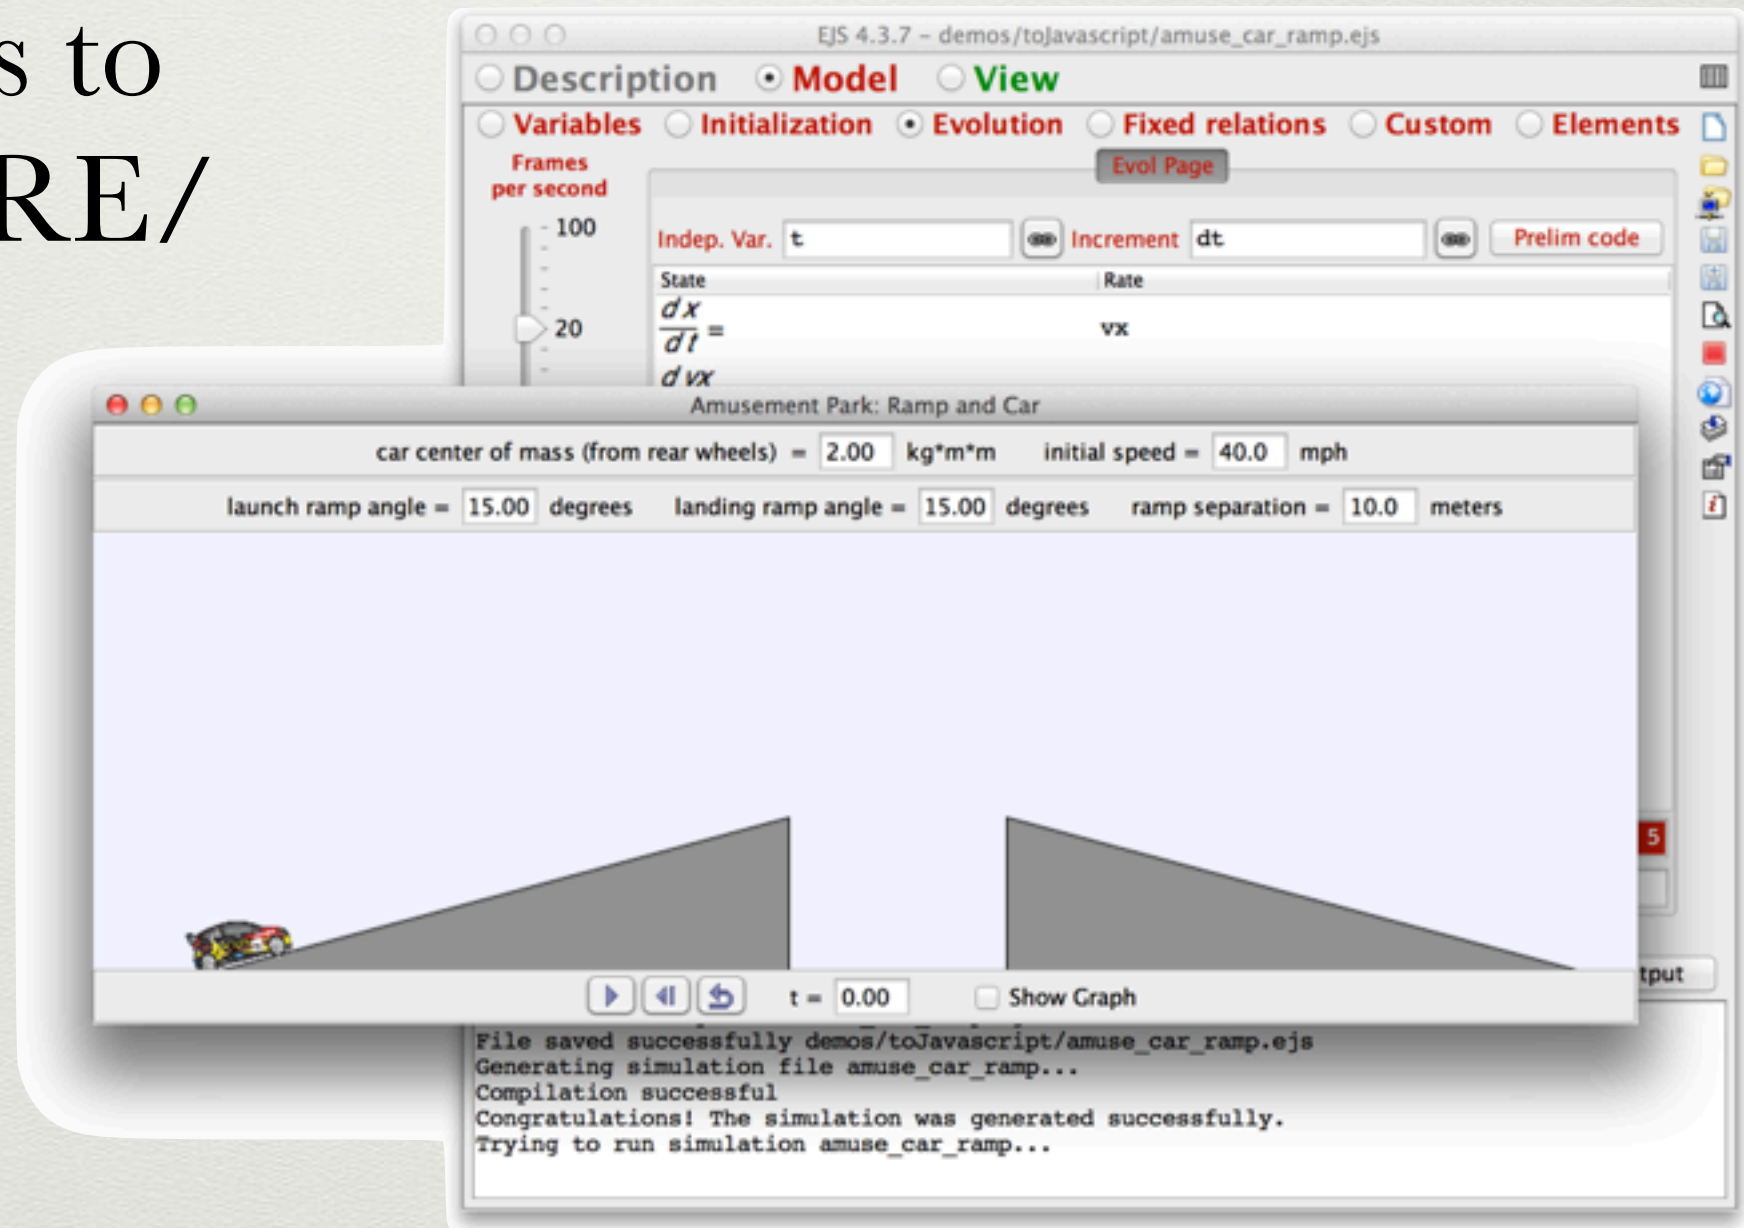 s to
RE/
EJS 4.3.7 – demos/toJavascript/amuse_car_ramp.ejs
Description Model View
Variables Initialization Evolution Fixed relations Custom Elements
Frames
per second
Evol Page
100
Indep. Var. t Increment dt Prelim code
State Rate
d x
d t = vx
20
d vx
Amusement Park: Ramp and Car
car center of mass (from rear wheels) = 2.00 kg*m*m initial speed = 40.0 mph
launch ramp angle = 15.00 degrees landing ramp angle = 15.00 degrees ramp separation = 10.0 meters
5
tput
t = 0.00 Show Graph
File saved successfully demos/toJavascript/amuse_car_ramp.ejs
Generating simulation file amuse_car_ramp...
Compilation successful
Congratulations! The simulation was generated successfully.
Trying to run simulation amuse_car_ramp...